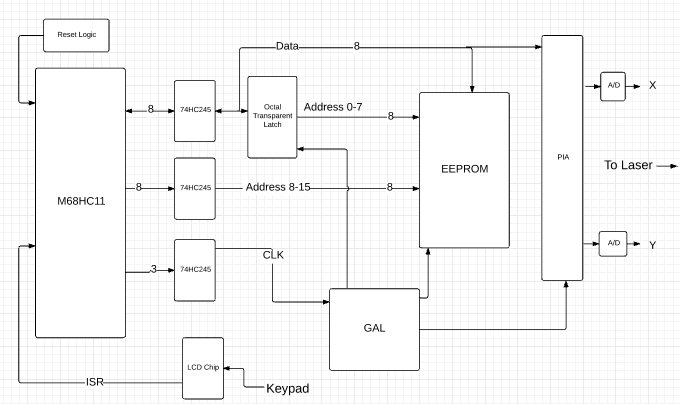 Reset Logic
Data
8
8
74HC245
Octal
Transparent
Latch
Address 0-7
8
A/D
X
M68HC11
8
74HC245
Address 8-15
8
EEPROM
PIA
To Laser
3
74HC245
CLK
A/D
Y
GAL
LCD Chip
ISR
Keypad